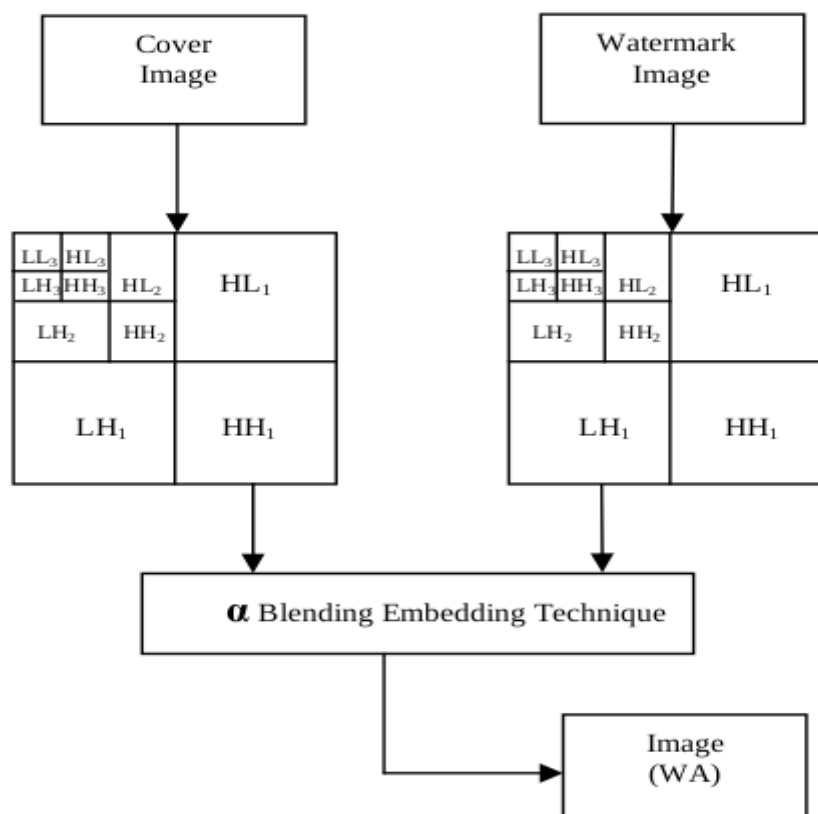 Cover
Image
Watermark
Image
LL₃ HL₃
LH₃ HH₃ HL₂
HL₁
LH₂ HH₂
LH₁ HH₁
LL₃ HL₃
LH₃ HH₃ HL₂
HL₁
LH₂ HH₂
LH₁ HH₁
α Blending Embedding Technique
Image
(WA)